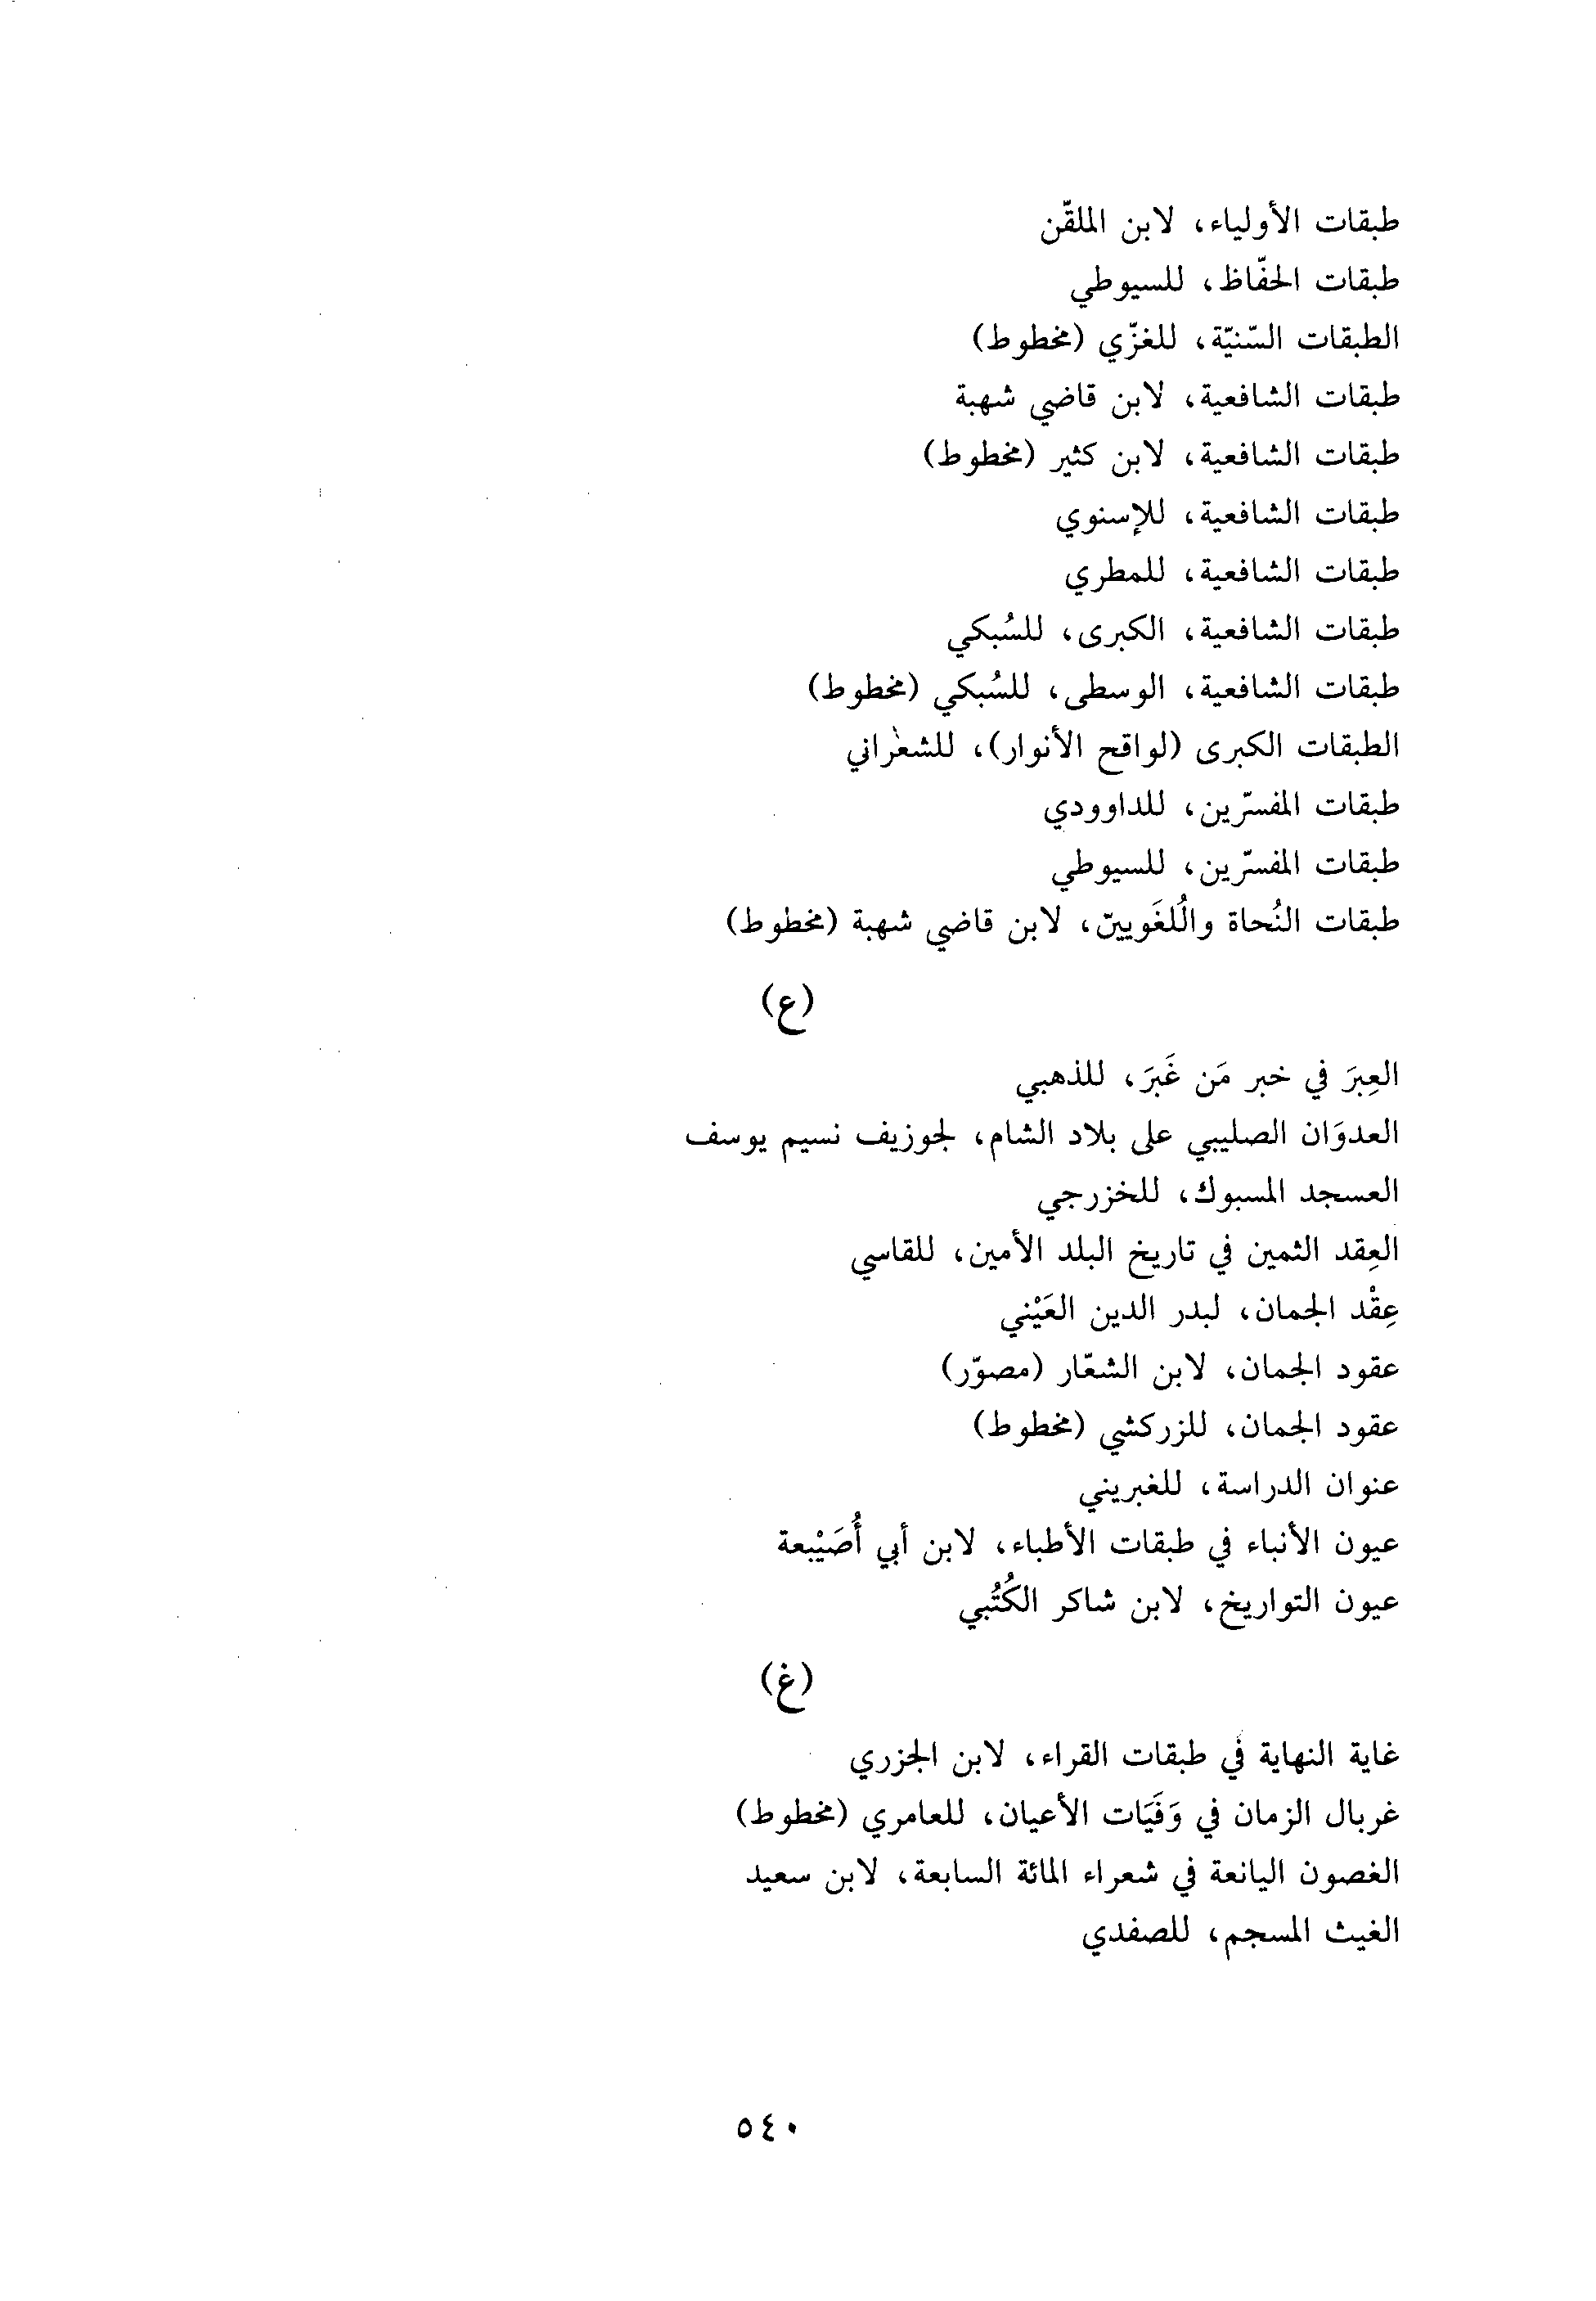 طبقات الأولياء، لابن الملقّن
طبقات الحفّاظ، للسيوطي
الطبقات السّنيّة، للغزّي (مخطوط)
طبقات الشافعية، لابن قاضي شهبة
طبقات الشافعية، لابن كثير (مخطوط)
طبقات الشافعية، للإسنوي
طبقات الشافعية، للمطري
طبقات الشافعية، الكبرى، للسُبكي
طبقات الشافعية، الوسطى، للسُبكي (مخطوط)
الطبقات الكبرى (لواقح الأنوار)، للشعراني
طبقات المفسّرين، للداوودي
طبقات المفسّرين، للسيوطي
طبقات النُحاة والُلغَويينّ، لابن قاضي شهبة (مخطوط)
(ع)
العِبرَ في خبر مَن غَبرَ، للذهبي
العدوَان الصليبي على بلاد الشام، لجوزيف نسيم يوسف
العسجد المسبوك، للخزرجي
العِقد الثمين في تاريخ البلد الأمين، للقاسي
عِقْد الجمان، لبدر الدين العَيْني
عقود الجمان، لابن الشعّار (مصوّر)
عقود الجمان، للزركشي (مخطوط)
عنوان الدراسة، للغبريني
عيون الأنباء في طبقات الأطباء، لابن أبي أُصَيْبعة
عيون التواريخ، لابن شاكر الكُتُبي
(غ)
غاية النهاية في طبقات القراء، لابن الجزري
غربال الزمان في وَفَيَات الأعيان، للعامري (مخطوط)
الغصون اليانعة في شعراء المائة السابعة، لابن سعيد
الغيث المسجم، للصفدي
٥٤٠